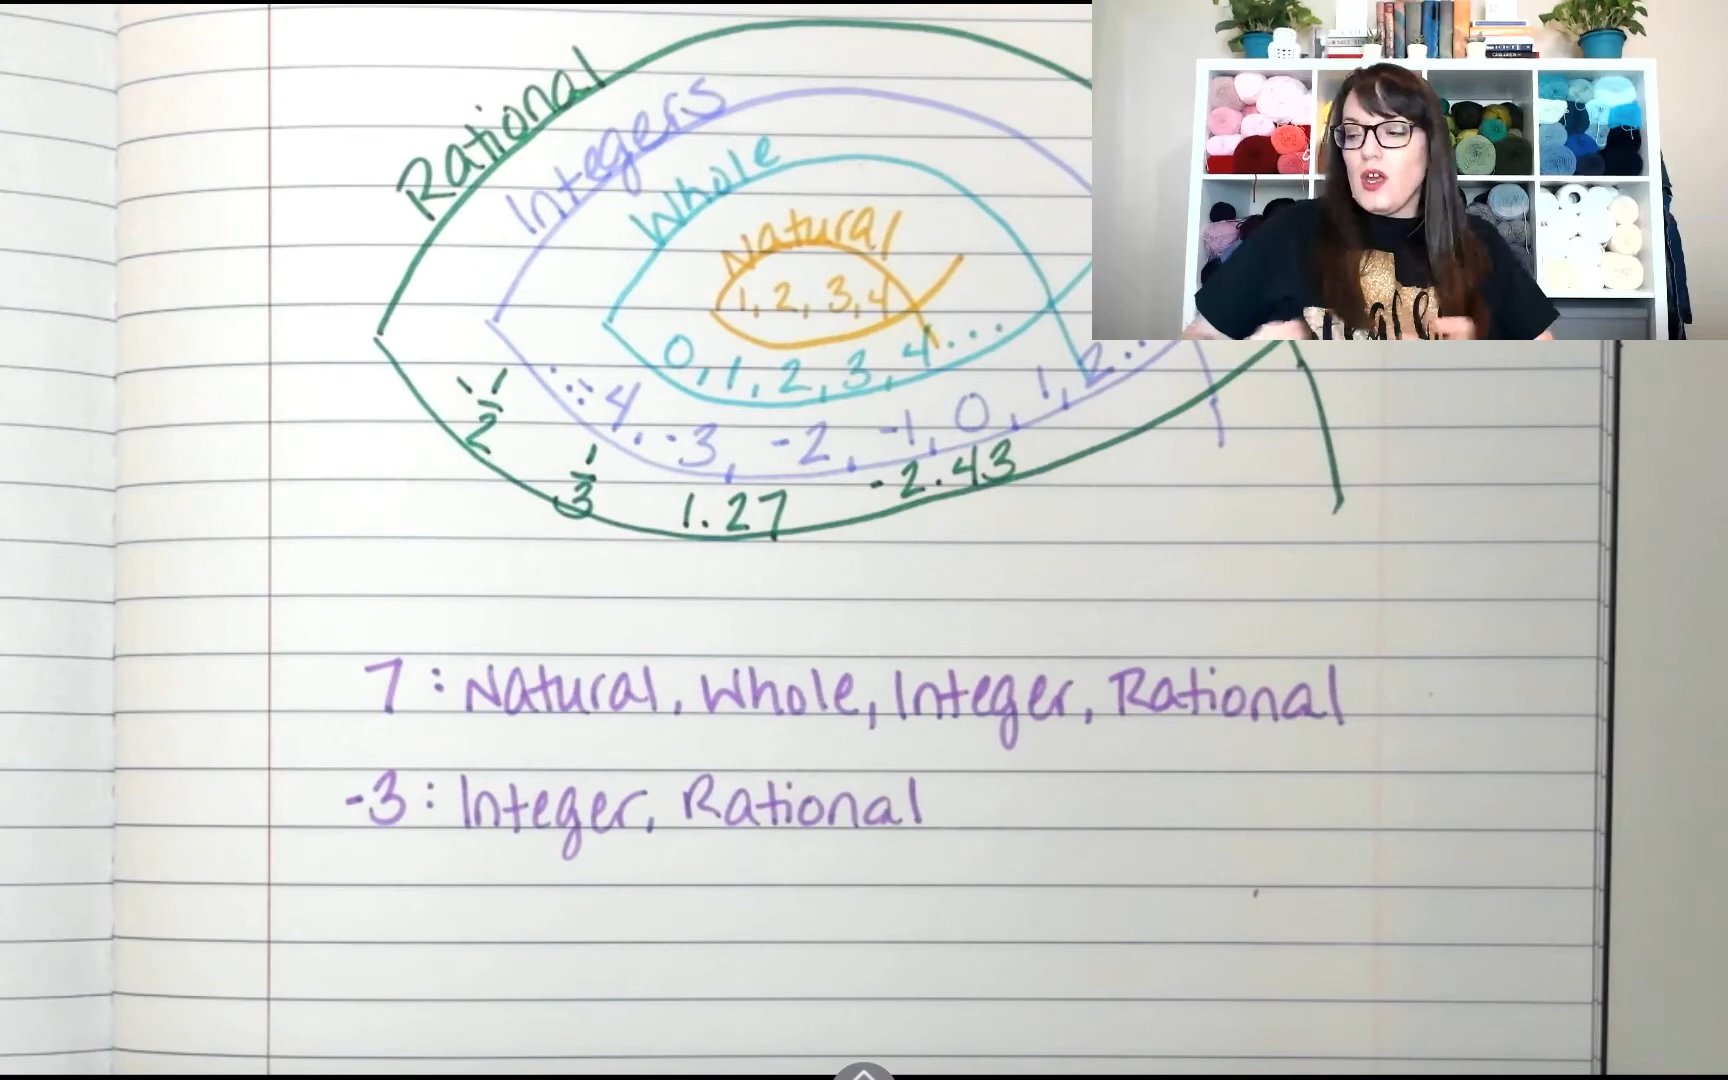 Rational
Integers
Whole
Natural
1, 2, 3, 4
0, 1, 2, 3, 4...
...-4, -3, -2, -1, 0, 1, 2...
-1/2
1/3
1.27
-2.43
7: Natural, Whole, Integer, Rational
-3: Integer, Rational